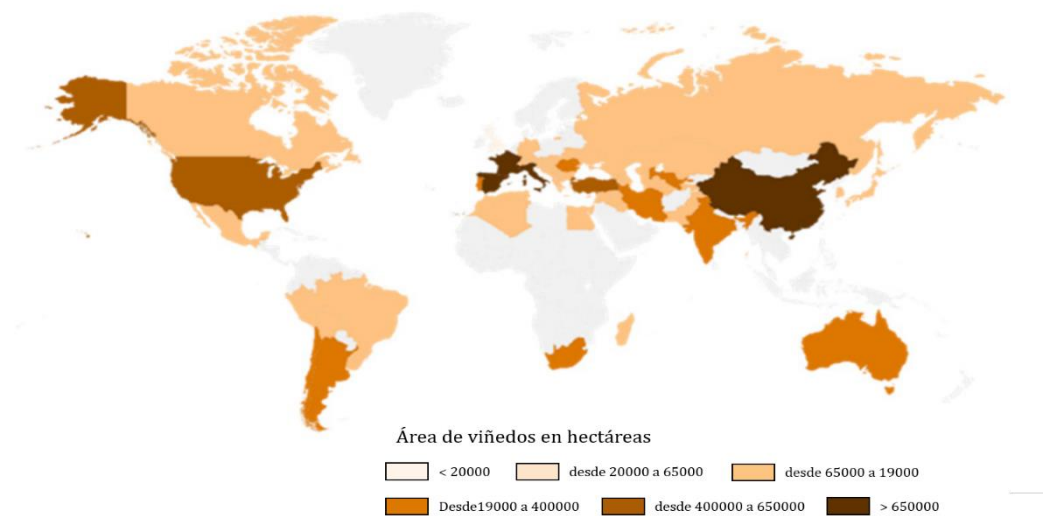 Área de viñedos en hectáreas
< 20000 desde 20000 a 65000 desde 65000 a 19000
Desde19000 a 400000 desde 400000 a 650000 > 650000